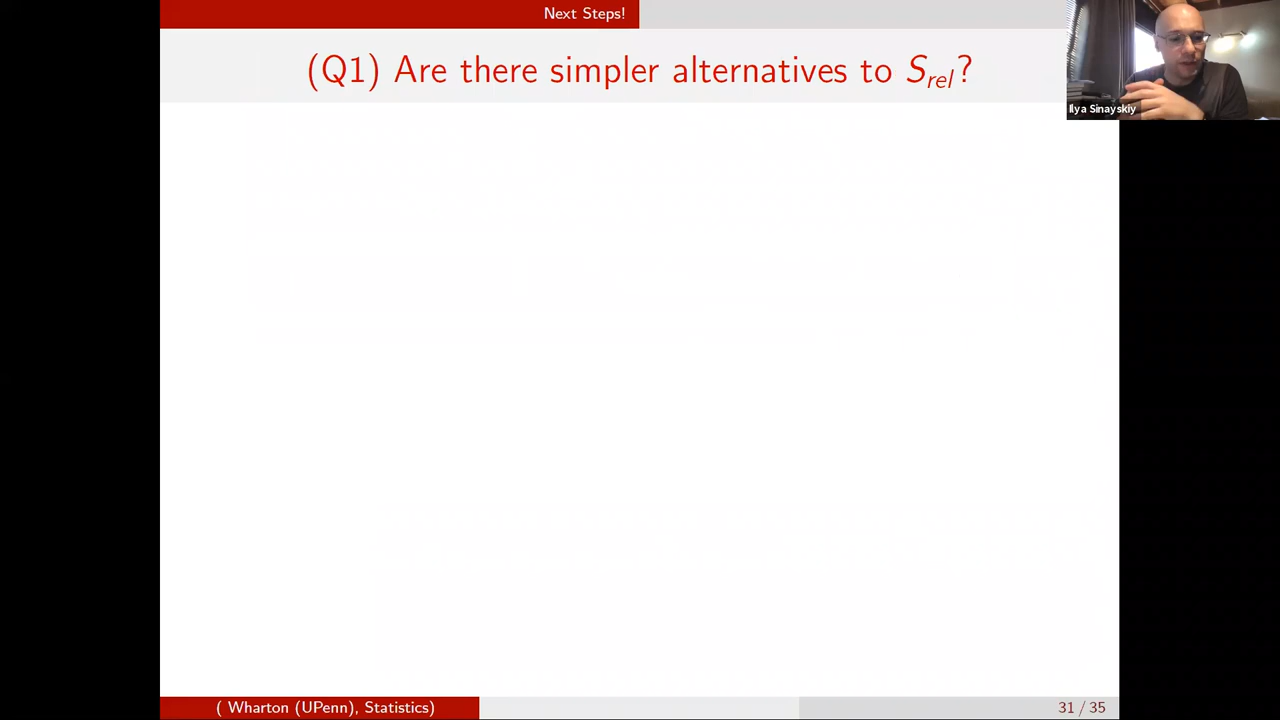 Next Steps!
(Q1) Are there simpler alternatives to S_rel?
Ilya Sinayskiy
( Wharton (UPenn), Statistics)
31 / 35